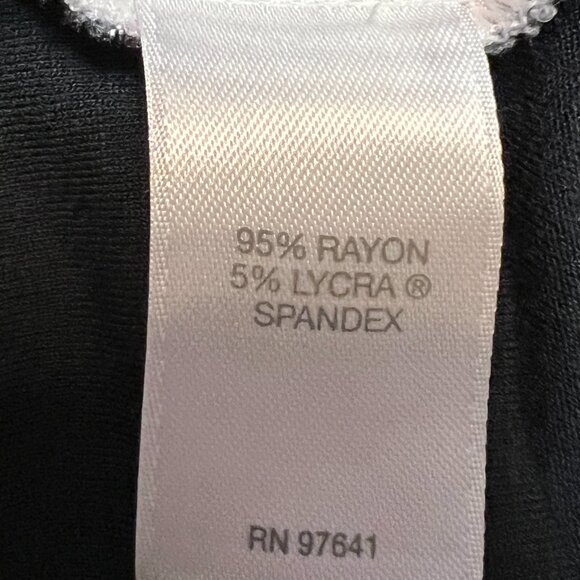 95% RAYON
5% LYCRA ®
SPANDEX
RN 97641